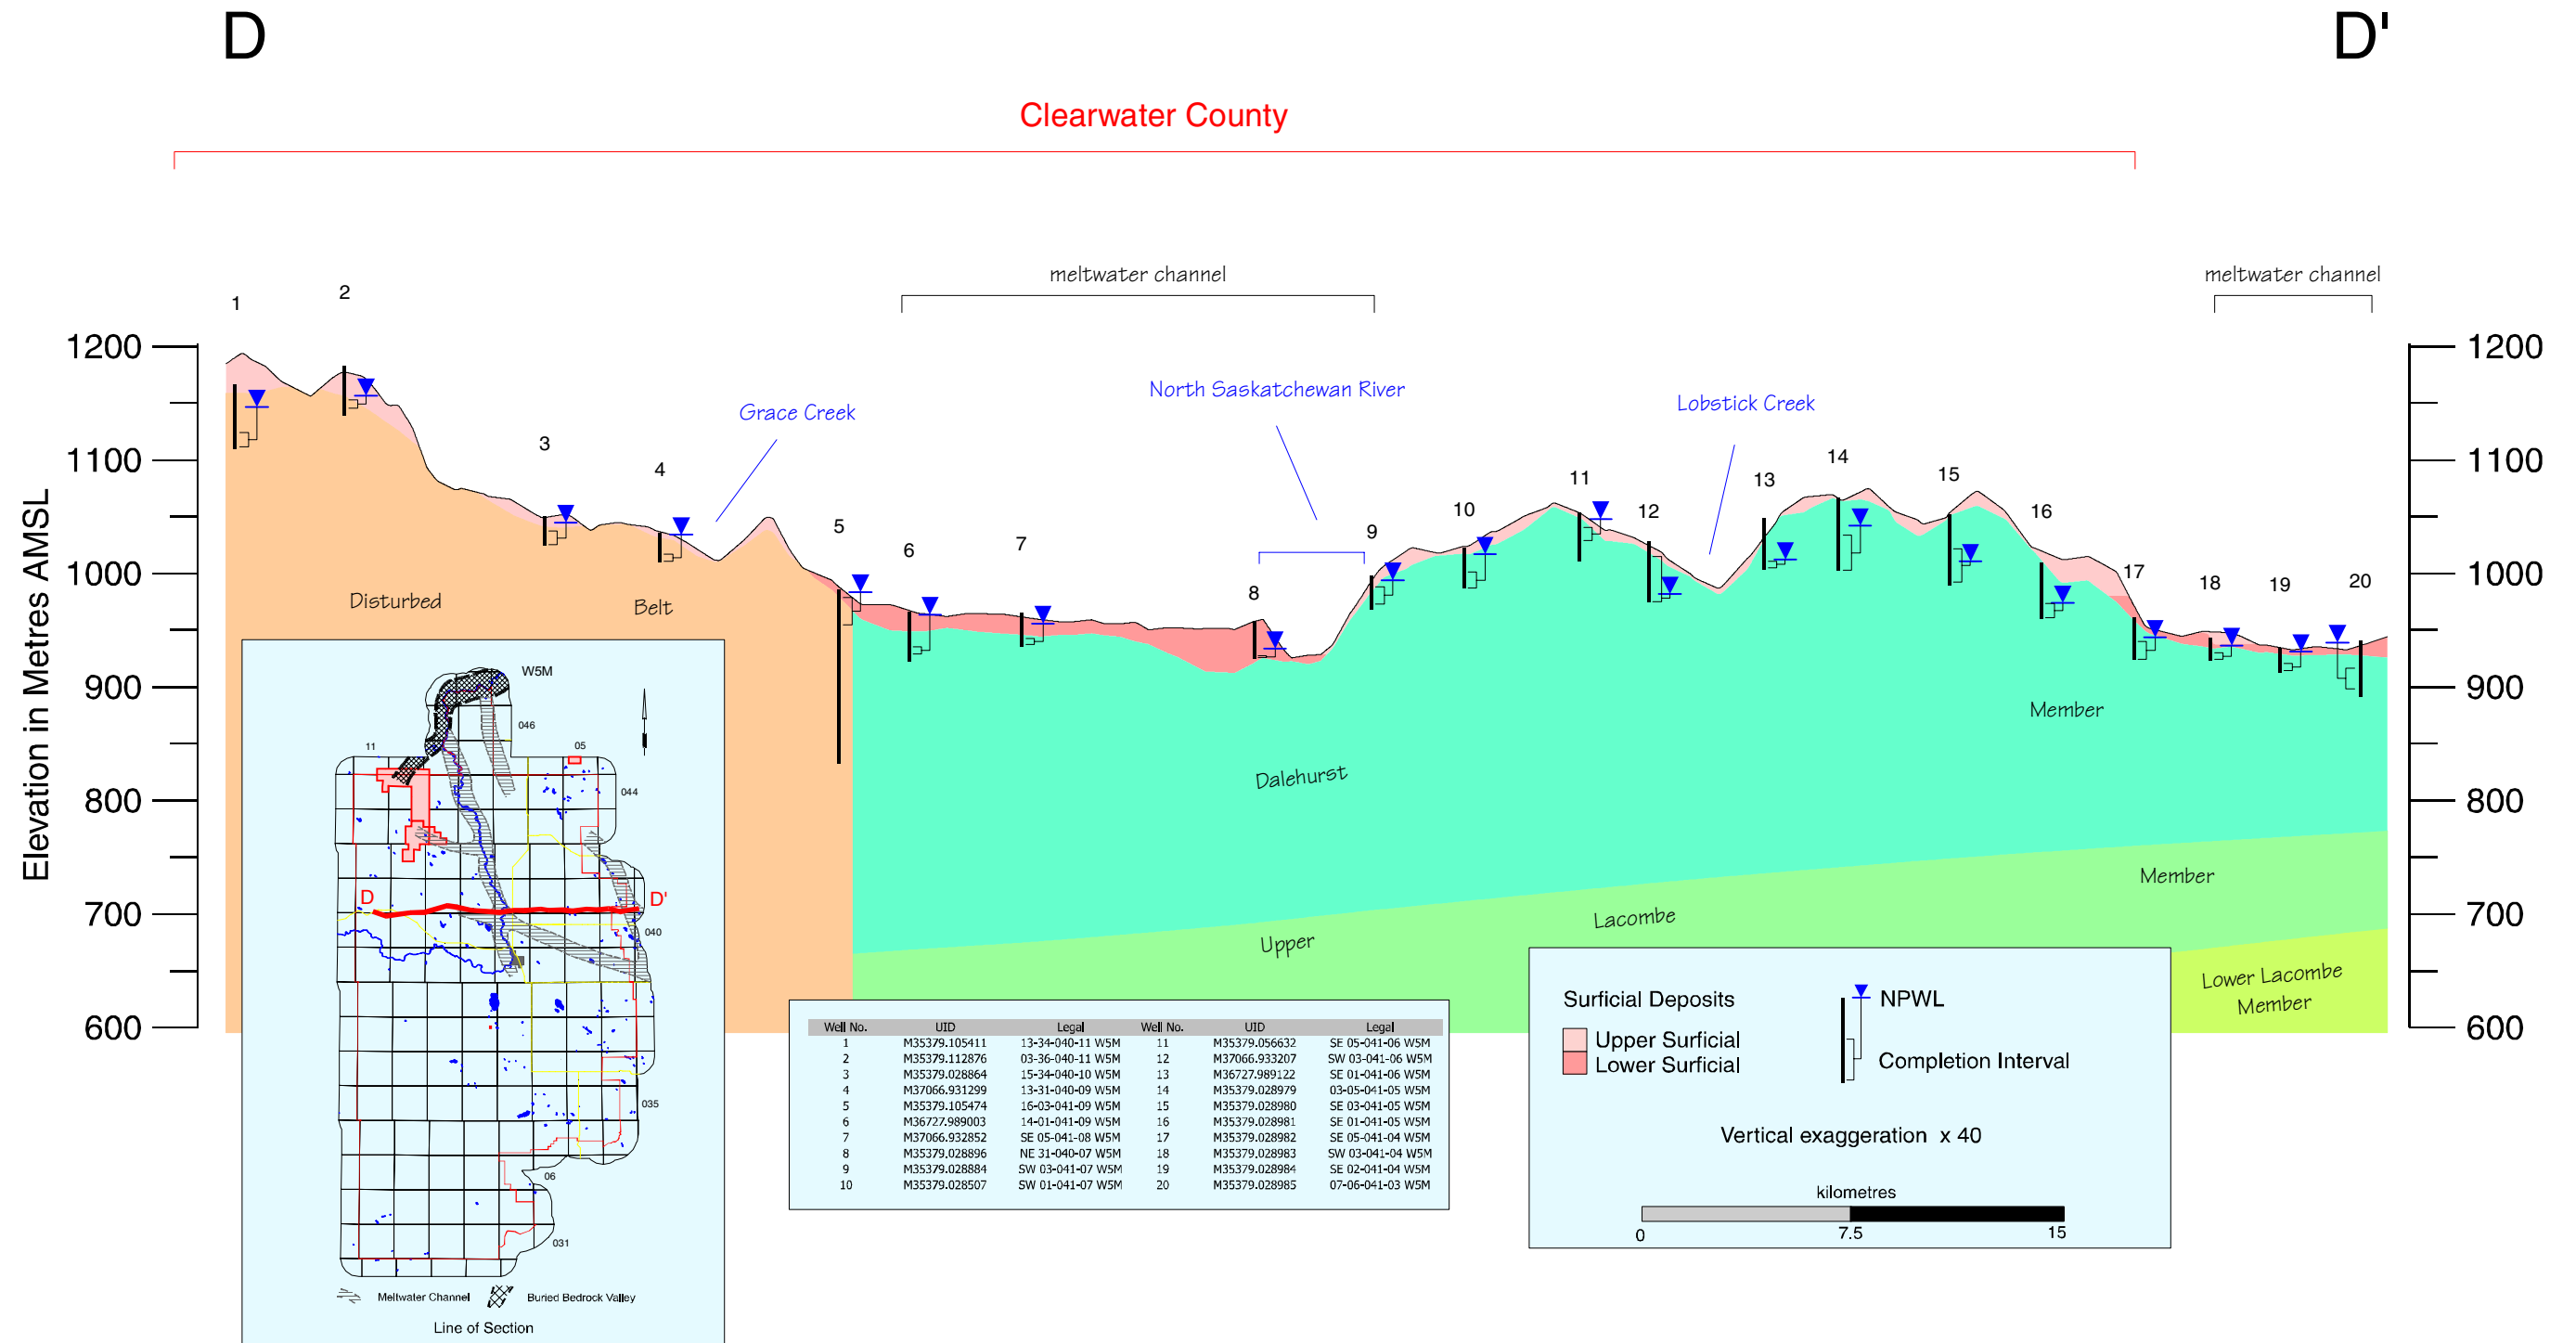 D D'
Clearwater County
meltwater channel meltwater channel
1 2
1200 1200
North Saskatchewan River
Lobstick Creek
Grace Creek
3 4
1100 1100
5 6 7 8 9 10 11 12 13 14 15 16 17 18 19 20
1000 1000
Disturbed Belt
900 900
Member
Dalehurst
800 800
Member
700 700
Lacombe
Upper
Lower Lacombe
Member
600 600
Elevation in Metres AMSL
W5M
046
11 05
044
D D'
040
035
06
031
Meltwater Channel Buried Bedrock Valley
Line of Section
Well No. UID Legal Well No. UID Legal
1 M35379.105411 13-34-040-11 W5M 11 M35379.056632 SE 05-041-06 W5M
2 M35379.112876 03-36-040-11 W5M 12 M37066.933207 SW 03-041-06 W5M
3 M35379.028864 15-34-040-10 W5M 13 M36727.989122 SE 01-041-06 W5M
4 M37066.931299 13-31-040-09 W5M 14 M35379.028979 03-05-041-05 W5M
5 M35379.105474 16-03-041-09 W5M 15 M35379.028980 SE 03-041-05 W5M
6 M36727.989003 14-01-041-09 W5M 16 M35379.028981 SE 01-041-05 W5M
7 M37066.932852 SE 05-041-08 W5M 17 M35379.028982 SE 05-041-04 W5M
8 M35379.028896 NE 31-040-07 W5M 18 M35379.028983 SW 03-041-04 W5M
9 M35379.028884 SW 03-041-07 W5M 19 M35379.028984 SE 02-041-04 W5M
10 M35379.028507 SW 01-041-07 W5M 20 M35379.028985 07-06-041-03 W5M
Surficial Deposits
Upper Surficial
Lower Surficial
NPWL
Completion Interval
Vertical exaggeration x 40
kilometres
0 7.5 15